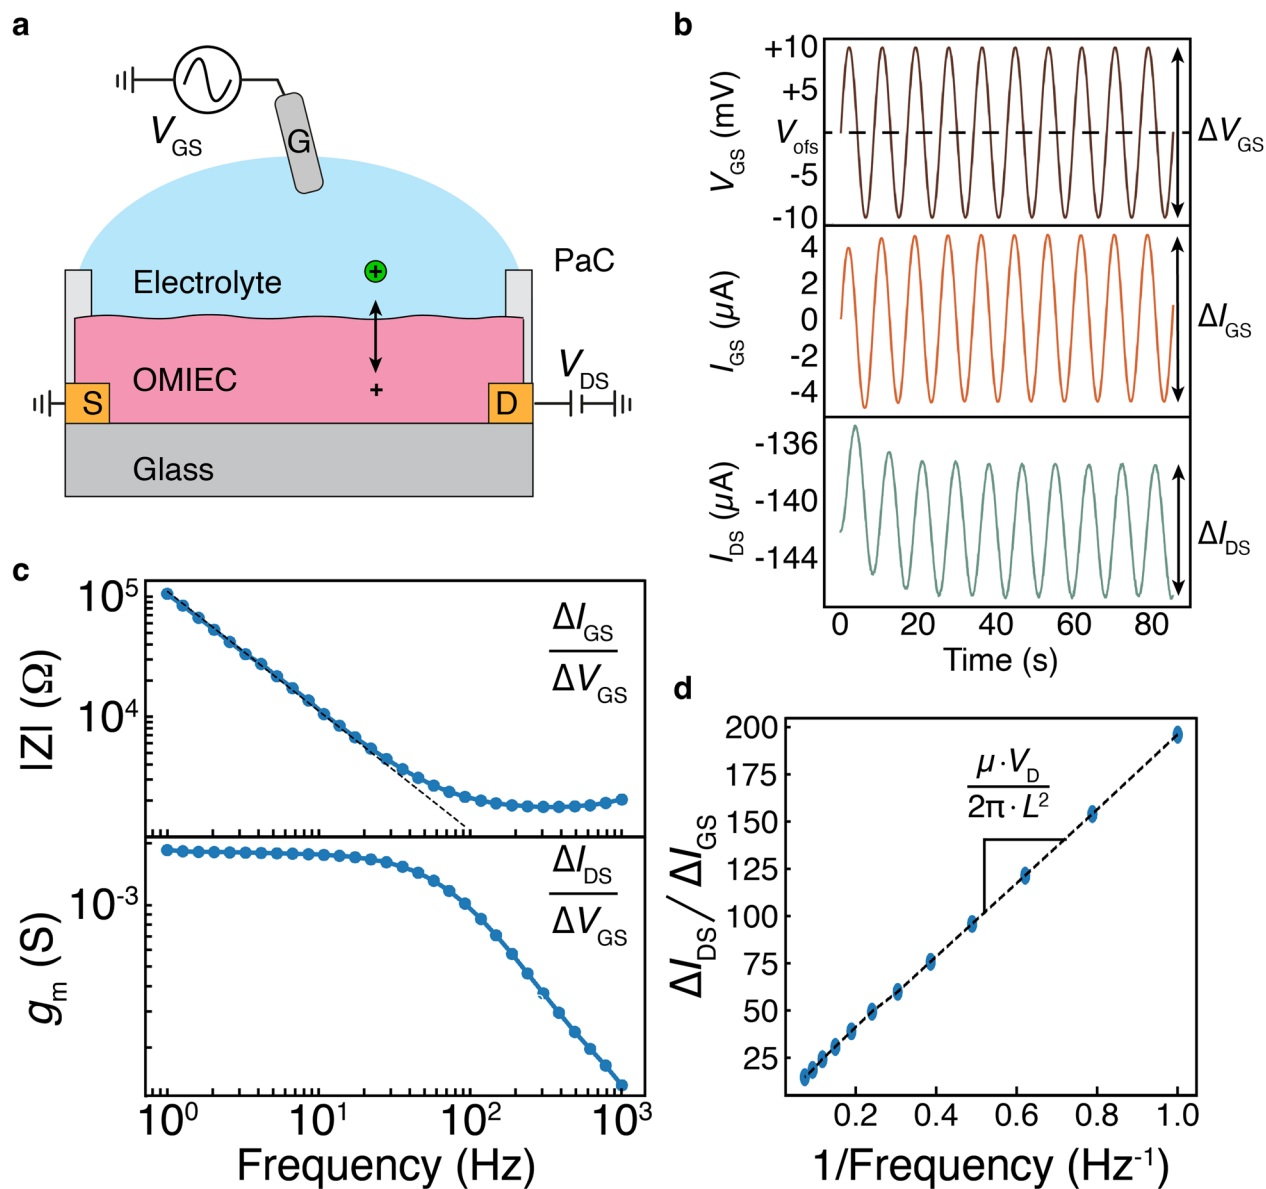 a
V_GS
G
Electrolyte
PaC
+
OMIEC
+
V_DS
S
D
Glass
b
V_GS (mV)
+10
+5
V_ofs
-5
-10
ΔV_GS
I_GS (µA)
4
2
0
-2
-4
ΔI_GS
I_DS (µA)
-136
-140
-144
ΔI_DS
0 20 40 60 80
Time (s)
c
|Z| (Ω)
10^5
10^4
ΔI_GS
ΔV_GS
g_m (S)
10^-3
ΔI_DS
ΔV_GS
10^0 10^1 10^2 10^3
Frequency (Hz)
d
ΔI_DS / ΔI_GS
200
175
150
125
100
75
50
25
µ·V_D
2π·L^2
0.2 0.4 0.6 0.8 1.0
1/Frequency (Hz^-1)